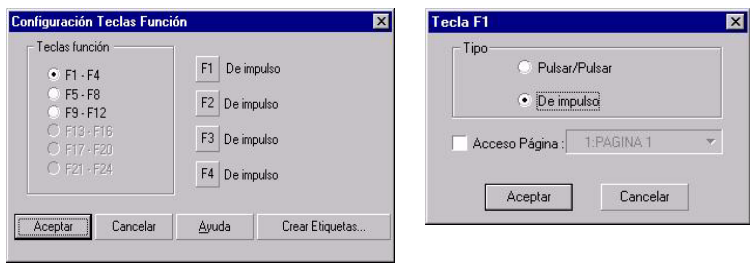 Configuración Teclas Función
Teclas función
F1 - F4
F5 - F8
F9 - F12
F13 - F16
F17 - F20
F21 - F24
F1 De impulso
F2 De impulso
F3 De impulso
F4 De impulso
Aceptar Cancelar Ayuda Crear Etiquetas...
Tecla F1
Tipo
Pulsar/Pulsar
De impulso
Acceso Página : 1:PAGINA 1
Aceptar Cancelar